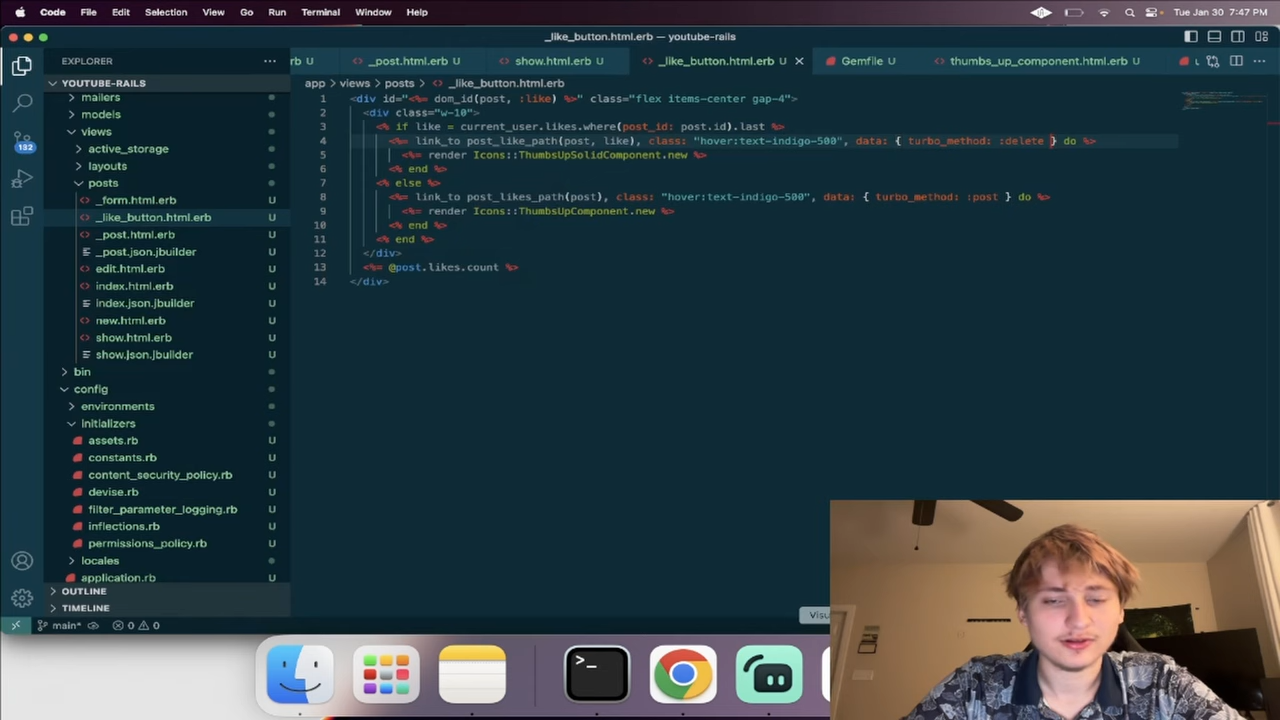 Code File Edit Selection View Go Run Terminal Window Help Tue Jan 30 7:47 PM
_like_button.html.erb — youtube-rails
EXPLORER
rb U _post.html.erb U show.html.erb U _like_button.html.erb U Gemfile U thumbs_up_component.html.erb U
YOUTUBE-RAILS
app > views > posts > _like_button.html.erb
mailers
models
views
active_storage
layouts
posts
_form.html.erb U
_like_button.html.erb U
_post.html.erb U
_post.json.jbuilder U
edit.html.erb U
index.html.erb U
index.json.jbuilder U
new.html.erb U
show.html.erb U
show.json.jbuilder U
bin
config
environments
initializers
assets.rb U
constants.rb U
content_security_policy.rb U
devise.rb U
filter_parameter_logging.rb U
inflections.rb U
permissions_policy.rb U
locales
application.rb U
OUTLINE
TIMELINE
132
1 <div id="<%= dom_id(post, :like) %>" class="flex items-center gap-4">
2 <div class="w-10">
3 <% if like = current_user.likes.where(post_id: post.id).last %>
4 <%= link_to post_like_path(post, like), class: "hover:text-indigo-500", data: { turbo_method: :delete } do %>
5 <%= render Icons::ThumbsUpSolidComponent.new %>
6 <% end %>
7 <% else %>
8 <%= link_to post_likes_path(post), class: "hover:text-indigo-500", data: { turbo_method: :post } do %>
9 <%= render Icons::ThumbsUpComponent.new %>
10 <% end %>
11 <% end %>
12 </div>
13 <%= @post.likes.count %>
14 </div>
main* 0 0
Visu